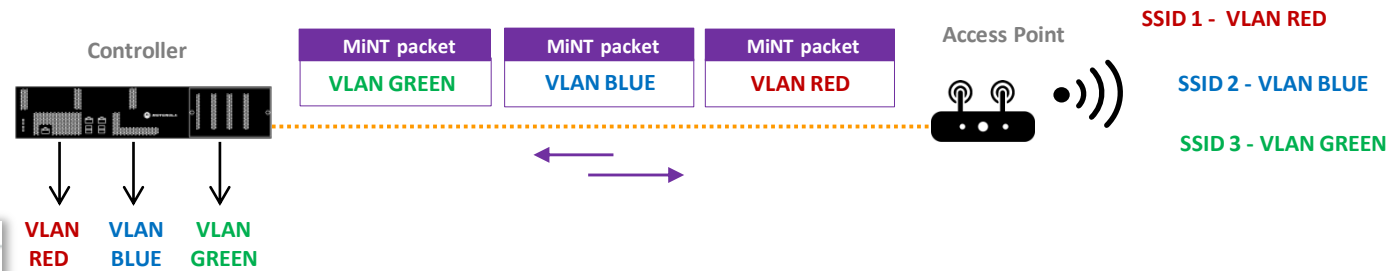 SSID 1 - VLAN RED
Controller
MiNT packet
MiNT packet
MiNT packet
Access Point
VLAN GREEN
VLAN BLUE
VLAN RED
SSID 2 - VLAN BLUE
MOTOROLA
SSID 3 - VLAN GREEN
VLAN
RED
VLAN
BLUE
VLAN
GREEN